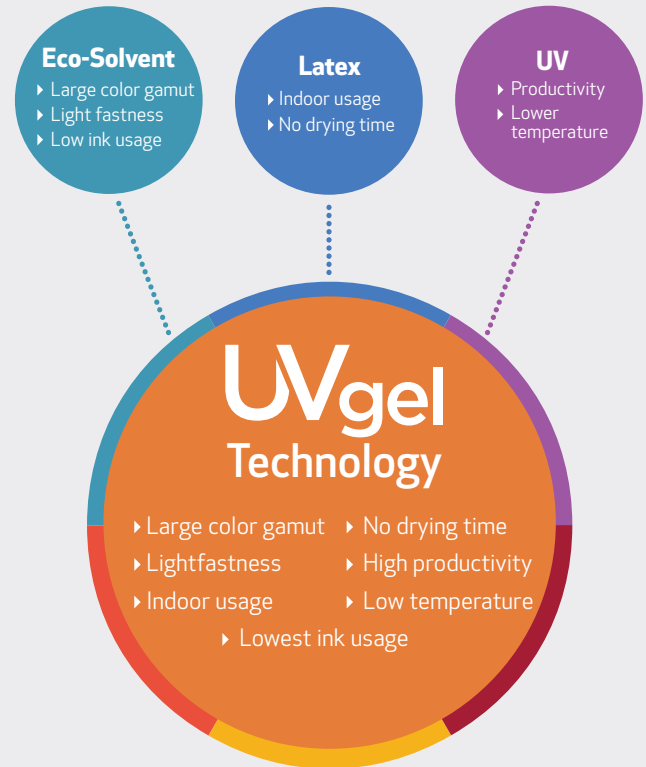 Eco-Solvent
Large color gamut
Light fastness
Low ink usage
Latex
Indoor usage
No drying time
UV
Productivity
Lower
temperature
UVgel
Technology
Large color gamut
Lightfastness
Indoor usage
No drying time
High productivity
Low temperature
Lowest ink usage